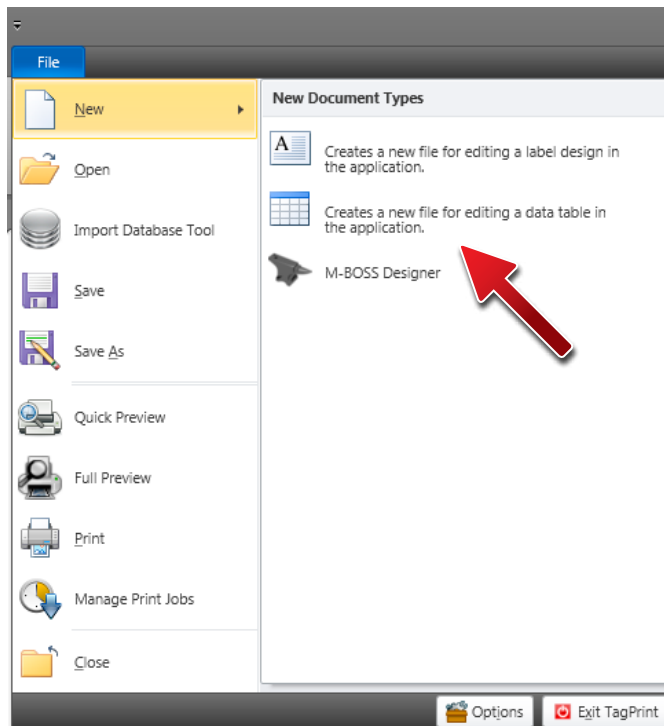 File
New
Open
Import Database Tool
Save
Save As
Quick Preview
Full Preview
Print
Manage Print Jobs
Close
New Document Types
A
Creates a new file for editing a label design in
the application.
Creates a new file for editing a data table in
the application.
M-BOSS Designer
Options
Exit TagPrint